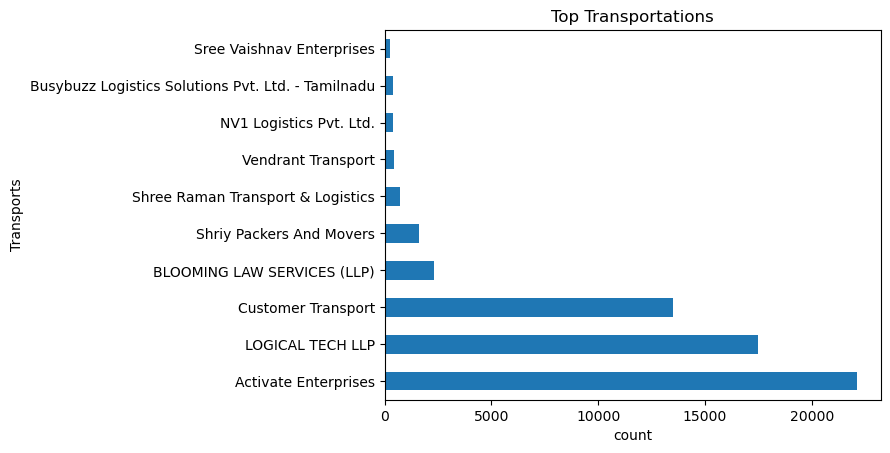 Top Transportations
Sree Vaishnav Enterprises
Busybuzz Logistics Solutions Pvt. Ltd. - Tamilnadu
NV1 Logistics Pvt. Ltd.
Vendrant Transport
Shree Raman Transport & Logistics
Shriy Packers And Movers
BLOOMING LAW SERVICES (LLP)
Customer Transport
LOGICAL TECH LLP
Activate Enterprises
Transports
0 5000 10000 15000 20000
count